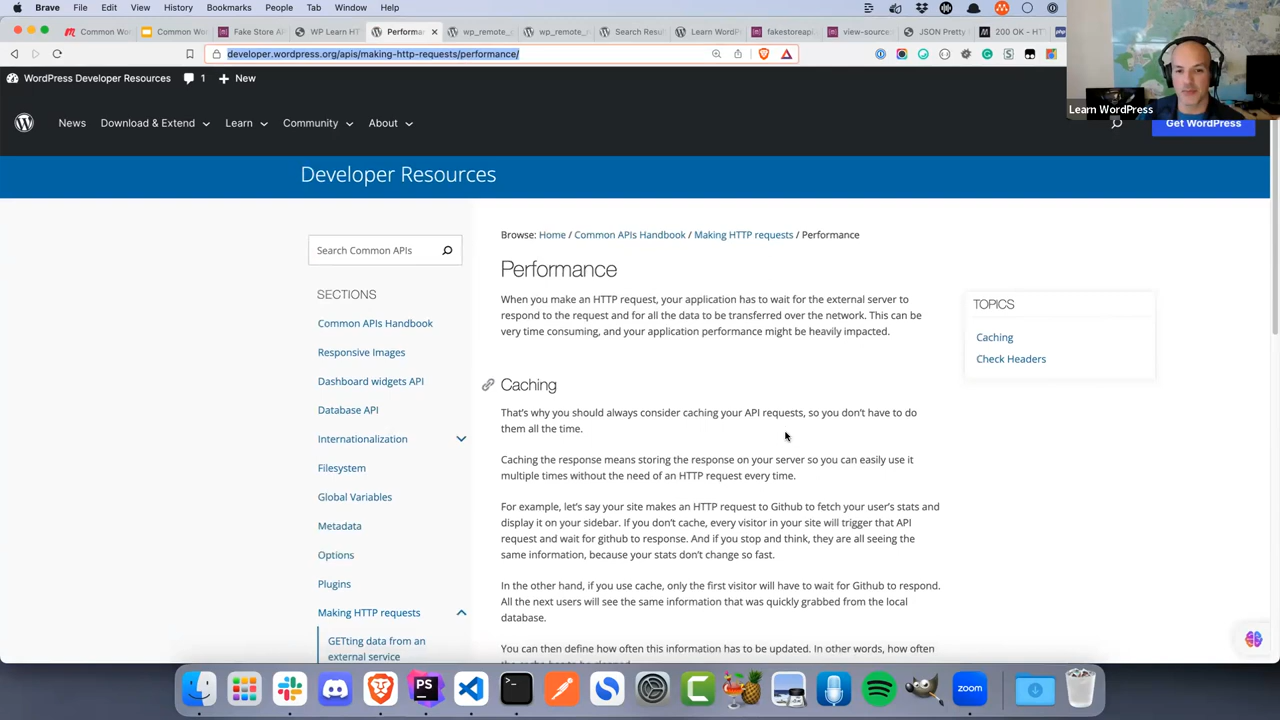 Brave File Edit View History Bookmarks People Tab Window Help
Common Wo Common Wo Fake Store A WP Learn HT Performa × wp_remote_ wp_remote_ Search Resu Learn WordP fakestoreapi view-source JSON Pretty 200 OK - HT
developer.wordpress.org/apis/making-http-requests/performance/
WordPress Developer Resources 1 New
Learn WordPress
News Download & Extend Learn Community About
Get WordPress
Developer Resources
Search Common APIs
SECTIONS
Common APIs Handbook
Responsive Images
Dashboard widgets API
Database API
Internationalization
Filesystem
Global Variables
Metadata
Options
Plugins
Making HTTP requests
GETting data from an
external service
Browse: Home / Common APIs Handbook / Making HTTP requests / Performance
Performance
When you make an HTTP request, your application has to wait for the external server to
respond to the request and for all the data to be transferred over the network. This can be
very time consuming, and your application performance might be heavily impacted.
Caching
That's why you should always consider caching your API requests, so you don't have to do
them all the time.
Caching the response means storing the response on your server so you can easily use it
multiple times without the need of an HTTP request every time.
For example, let's say your site makes an HTTP request to Github to fetch your user's stats and
display it on your sidebar. If you don't cache, every visitor in your site will trigger that API
request and wait for github to response. And if you stop and think, they are all seeing the
same information, because your stats don't change so fast.
In the other hand, if you use cache, only the first visitor will have to wait for Github to respond.
All the next users will see the same information that was quickly grabbed from the local
database.
You can then define how often this information has to be updated. In other words, how often
TOPICS
Caching
Check Headers
PS
zoom